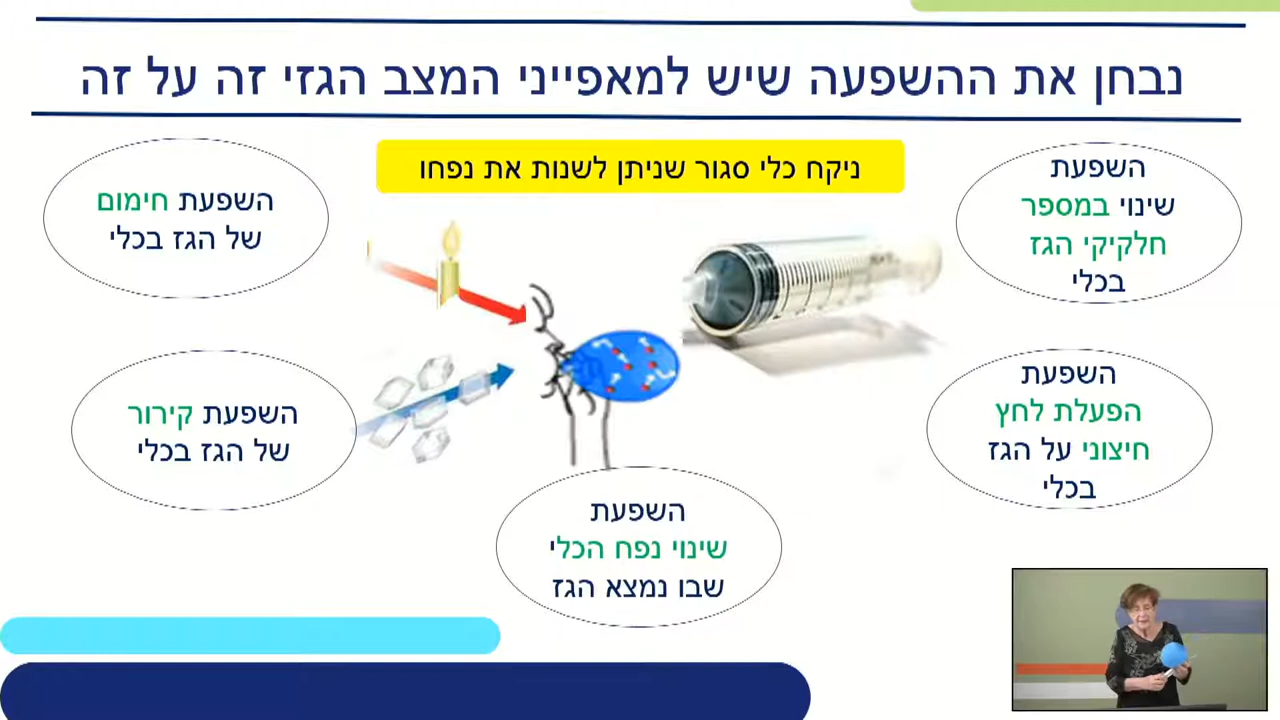 נבחן את ההשפעה שיש למאפייני המצב הגזי זה על זה
ניקח כלי סגור שניתן לשנות את נפחו
השפעת
שינוי במספר
חלקיקי הגז
בכלי
השפעת חימום
של הגז בכלי
השפעת
הפעלת לחץ
חיצוני על הגז
בכלי
השפעת קירור
של הגז בכלי
השפעת
שינוי נפח הכלי
שבו נמצא הגז